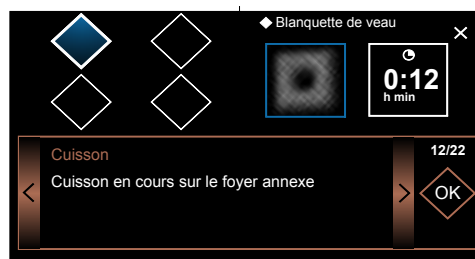 ◆ Blanquette de veau
0:12
h min
Cuisson
12/22
Cuisson en cours sur le foyer annexe
OK